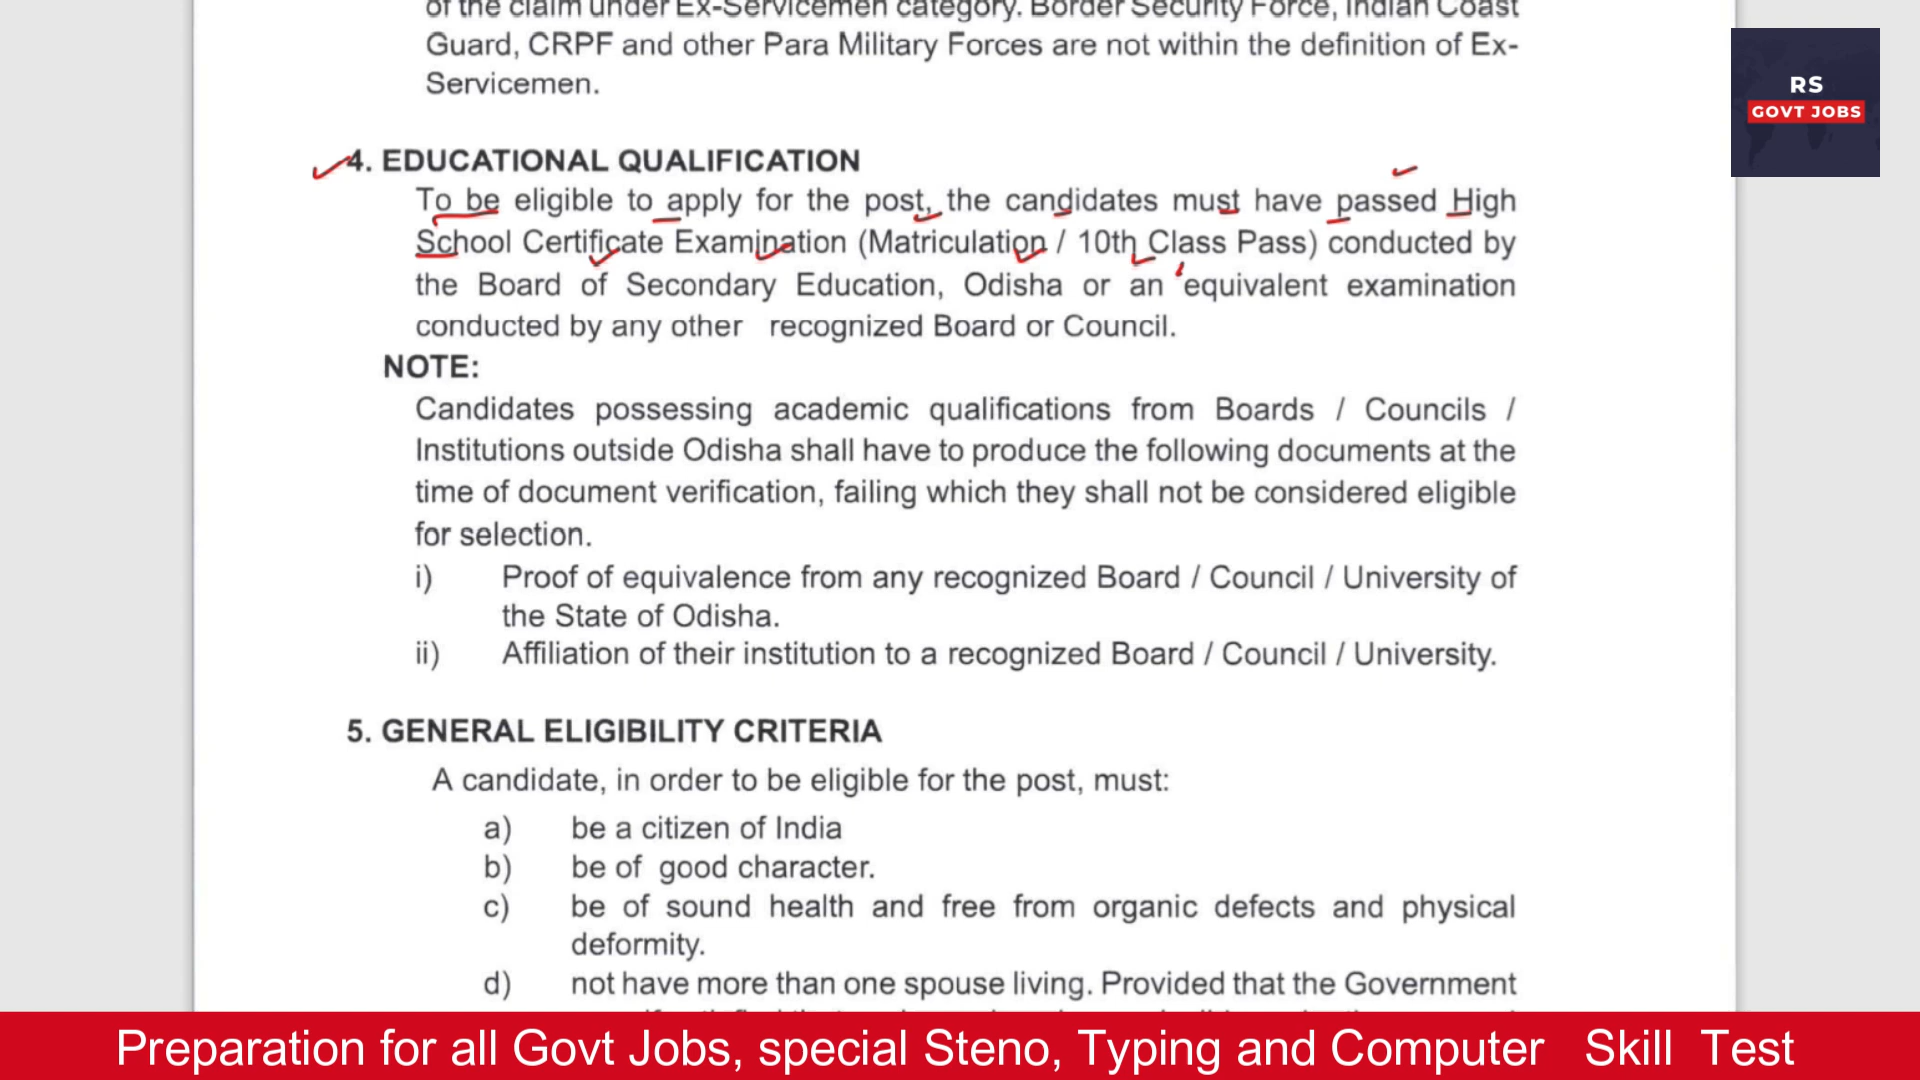 of the claim under Ex-Servicemen category. Border Security Force, Indian Coast
Guard, CRPF and other Para Military Forces are not within the definition of Ex-
Servicemen.
RS
GOVT JOBS
4. EDUCATIONAL QUALIFICATION
To be eligible to apply for the post, the candidates must have passed High
School Certificate Examination (Matriculation / 10th Class Pass) conducted by
the Board of Secondary Education, Odisha or an equivalent examination
conducted by any other recognized Board or Council.
NOTE:
Candidates possessing academic qualifications from Boards / Councils /
Institutions outside Odisha shall have to produce the following documents at the
time of document verification, failing which they shall not be considered eligible
for selection.
i) Proof of equivalence from any recognized Board / Council / University of
the State of Odisha.
ii) Affiliation of their institution to a recognized Board / Council / University.
5. GENERAL ELIGIBILITY CRITERIA
A candidate, in order to be eligible for the post, must:
a) be a citizen of India
b) be of good character.
c) be of sound health and free from organic defects and physical
deformity.
d) not have more than one spouse living. Provided that the Government
Preparation for all Govt Jobs, special Steno, Typing and Computer Skill Test